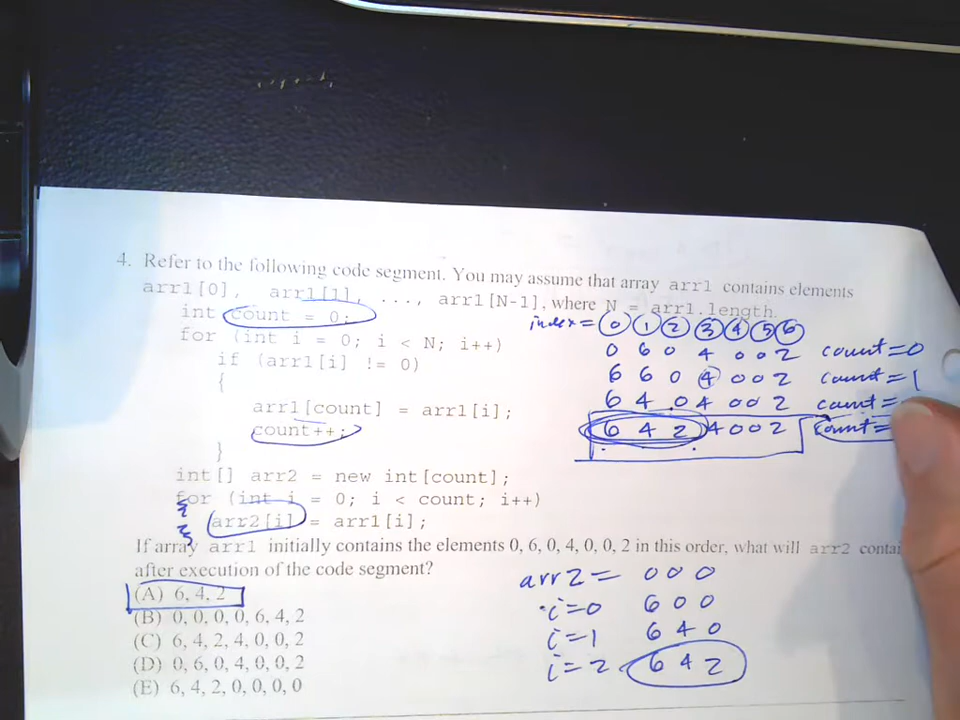 4. Refer to the following code segment. You may assume that array arr1 contains elements
arr1[0], arr1[1], ..., arr1[N-1], where N = arr1.length.
int count = 0;
for (int i = 0; i < N; i++)
if (arr1[i] != 0)
{
arr1[count] = arr1[i];
count++;
}
int[] arr2 = new int[count];
for (int i = 0; i < count; i++)
arr2[i] = arr1[i];
index = 0 1 2 3 4 5 6
0 6 0 4 0 0 2 count=0
6 6 0 4 0 0 2 count=1
6 4 0 4 0 0 2 count=
6 4 2 4 0 0 2 count=
If array arr1 initially contains the elements 0, 6, 0, 4, 0, 0, 2 in this order, what will arr2
after execution of the code segment?
(A) 6, 4, 2
(B) 0, 0, 0, 0, 6, 4, 2
(C) 6, 4, 2, 4, 0, 0, 2
(D) 0, 6, 0, 4, 0, 0, 2
(E) 6, 4, 2, 0, 0, 0, 0
arr2 = 0 0 0
i=0 6 0 0
i=1 6 4 0
i=2 6 4 2